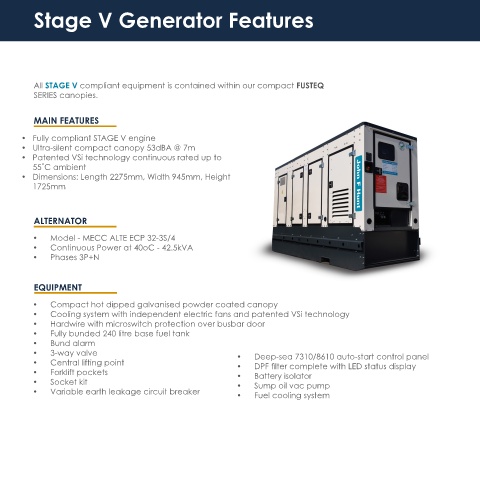 Stage V Generator Features
All STAGE V compliant equipment is contained within our compact FUSTEQ
SERIES canopies.
MAIN FEATURES
• Fully compliant STAGE V engine
• Ultra-silent compact canopy 53dBA @ 7m
• Patented VSi technology continuous rated up to
55˚C ambient
• Dimensions: Length 2275mm, Width 945mm, Height
1725mm
John F Hunt
ALTERNATOR
• Model - MECC ALTE ECP 32-3S/4
• Continuous Power at 40oC - 42.5kVA
• Phases 3P+N
EQUIPMENT
• Compact hot dipped galvanised powder coated canopy
• Cooling system with independent electric fans and patented VSi technology
• Hardwire with microswitch protection over busbar door
• Fully bunded 240 litre base fuel tank
• Bund alarm
• 3-way valve
• Central lifting point
• Forklift pockets
• Socket kit
• Variable earth leakage circuit breaker
• Deep-sea 7310/8610 auto-start control panel
• DPF filter complete with LED status display
• Battery isolator
• Sump oil vac pump
• Fuel cooling system